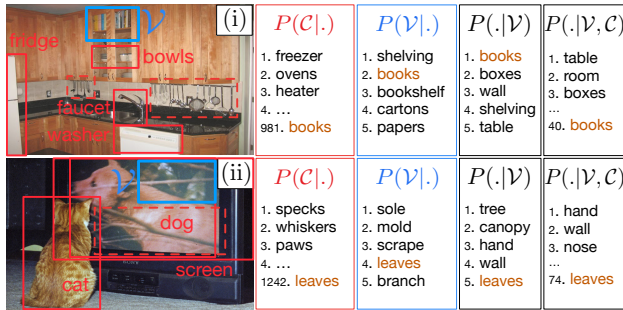 (i)
𝒱
fridge
bowls
faucet
washer
P(𝒞|.)
1. freezer
2. ovens
3. heater
4. ...
981. books
P(𝒱|.)
1. shelving
2. books
3. bookshelf
4. cartons
5. papers
P(.|𝒱)
1. books
2. boxes
3. wall
4. shelving
5. table
P(.|𝒱, 𝒞)
1. table
2. room
3. boxes
...
40. books
(ii)
𝒱
dog
screen
cat
P(𝒞|.)
1. specks
2. whiskers
3. paws
4. ...
1242. leaves
P(𝒱|.)
1. sole
2. mold
3. scrape
4. leaves
5. branch
P(.|𝒱)
1. tree
2. canopy
3. hand
4. wall
5. leaves
P(.|𝒱, 𝒞)
1. hand
2. wall
3. nose
...
74. leaves